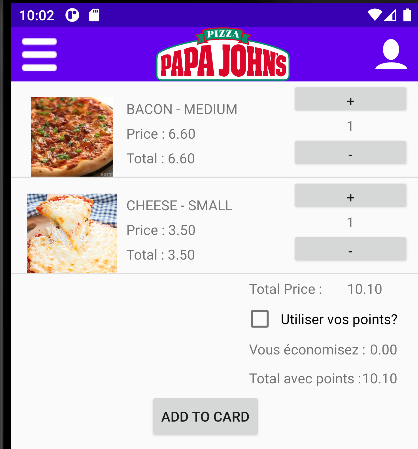 10:02
PIZZA
PAPA JOHN'S
BACON - MEDIUM
Price : 6.60
Total : 6.60
+
1
-
CHEESE - SMALL
Price : 3.50
Total : 3.50
+
1
-
Total Price : 10.10
Utiliser vos points?
Vous économisez : 0.00
Total avec points :10.10
ADD TO CARD